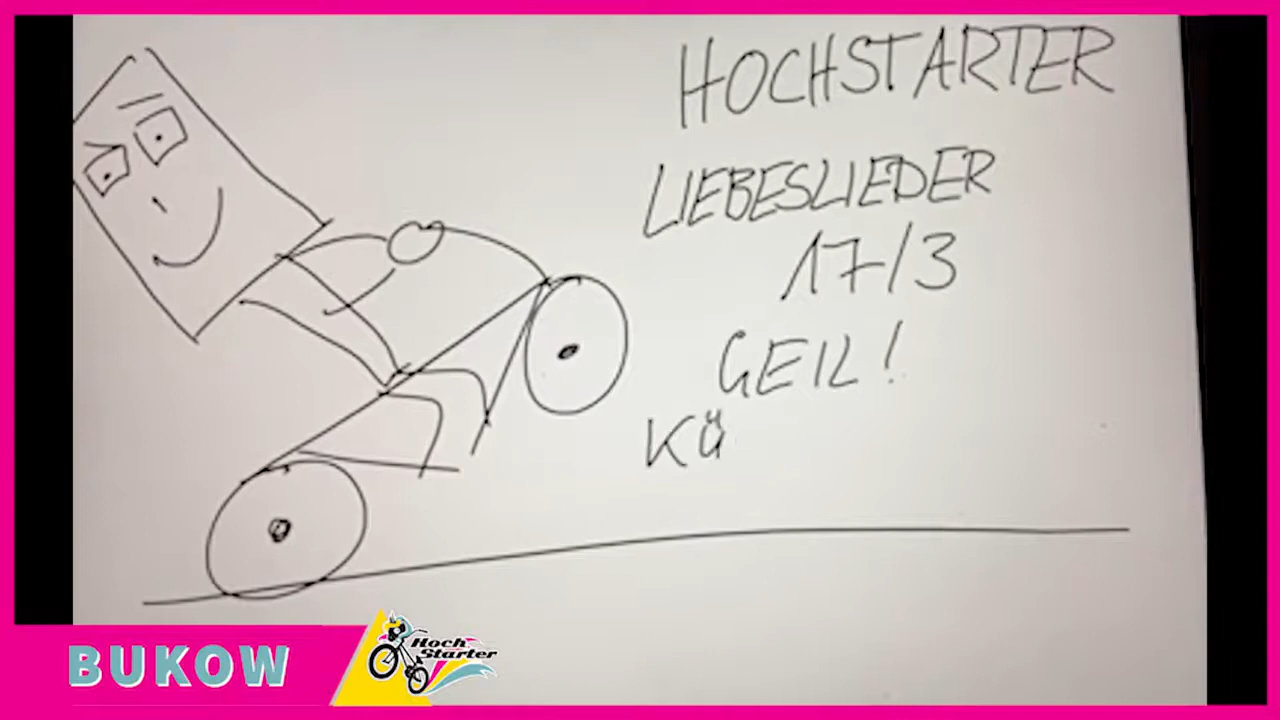 HOCHSTARTER
LIEBESLIEDER
17/3
GEIL!
Kü
BUKOW
Hoch
Starter